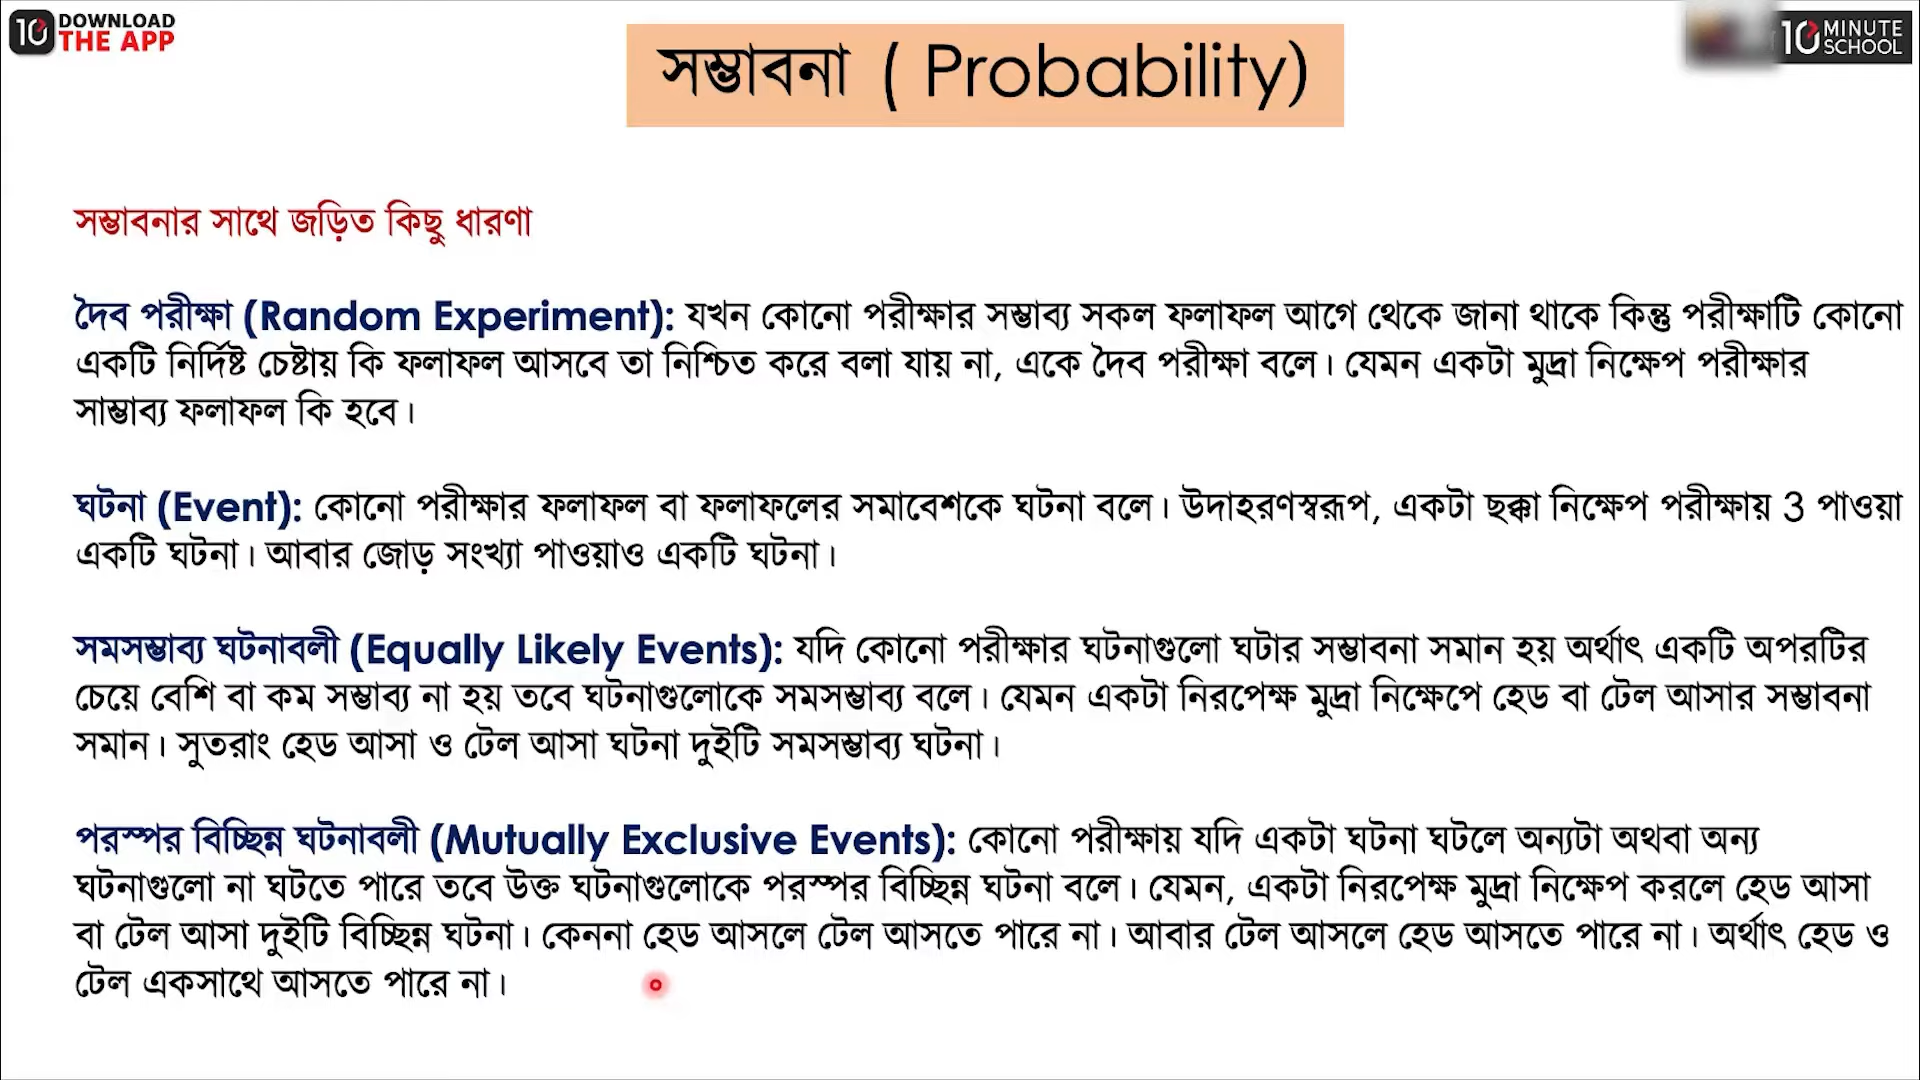 10 DOWNLOAD
THE APP
10 MINUTE
SCHOOL
সম্ভাবনা ( Probability)
সম্ভাবনার সাথে জড়িত কিছু ধারণা
দৈব পরীক্ষা (Random Experiment): যখন কোনো পরীক্ষার সম্ভাব্য সকল ফলাফল আগে থেকে জানা থাকে কিন্তু পরীক্ষাটি কোনো
একটি নির্দিষ্ট চেষ্টায় কি ফলাফল আসবে তা নিশ্চিত করে বলা যায় না, একে দৈব পরীক্ষা বলে। যেমন একটা মুদ্রা নিক্ষেপ পরীক্ষার
সাম্ভাব্য ফলাফল কি হবে।
ঘটনা (Event): কোনো পরীক্ষার ফলাফল বা ফলাফলের সমাবেশকে ঘটনা বলে। উদাহরণস্বরূপ, একটা ছক্কা নিক্ষেপ পরীক্ষায় 3 পাওয়া
একটি ঘটনা। আবার জোড় সংখ্যা পাওয়াও একটি ঘটনা।
সমসম্ভাব্য ঘটনাবলী (Equally Likely Events): যদি কোনো পরীক্ষার ঘটনাগুলো ঘটার সম্ভাবনা সমান হয় অর্থাৎ একটি অপরটির
চেয়ে বেশি বা কম সম্ভাব্য না হয় তবে ঘটনাগুলোকে সমসম্ভাব্য বলে। যেমন একটা নিরপেক্ষ মুদ্রা নিক্ষেপে হেড বা টেল আসার সম্ভাবনা
সমান। সুতরাং হেড আসা ও টেল আসা ঘটনা দুইটি সমসম্ভাব্য ঘটনা।
পরস্পর বিচ্ছিন্ন ঘটনাবলী (Mutually Exclusive Events): কোনো পরীক্ষায় যদি একটা ঘটনা ঘটলে অন্যটা অথবা অন্য
ঘটনাগুলো না ঘটতে পারে তবে উক্ত ঘটনাগুলোকে পরস্পর বিচ্ছিন্ন ঘটনা বলে। যেমন, একটা নিরপেক্ষ মুদ্রা নিক্ষেপ করলে হেড আসা
বা টেল আসা দুইটি বিচ্ছিন্ন ঘটনা। কেননা হেড আসলে টেল আসতে পারে না। আবার টেল আসলে হেড আসতে পারে না। অর্থাৎ হেড ও
টেল একসাথে আসতে পারে না।